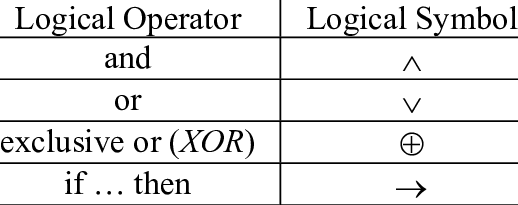 Logical Operator Logical Symbol
and ∧
or ∨
exclusive or (XOR) ⊕
if … then →